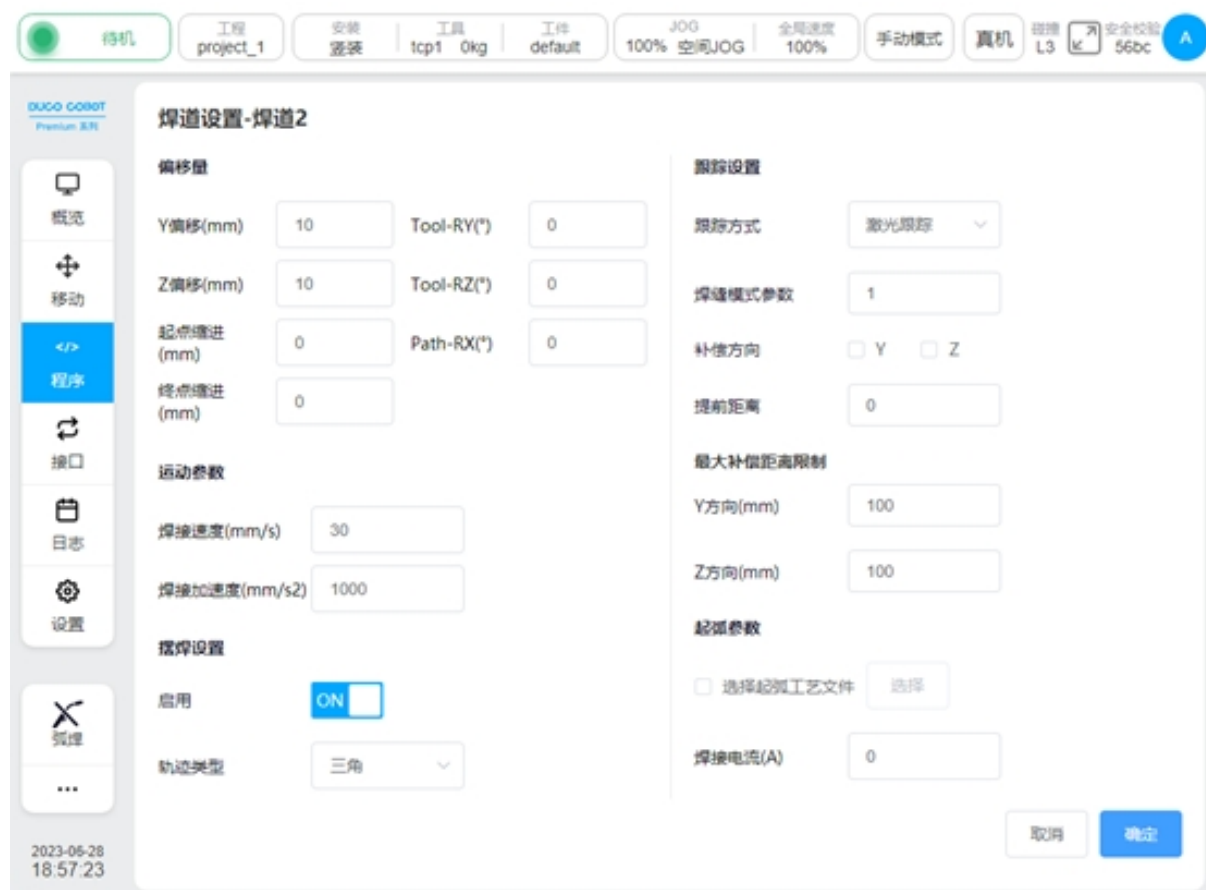 待机
工程
project_1
安装
竖装
工具
tcp1 0kg
工件
default
JOG
100% 空间JOG
全局速度
100%
手动模式
真机
碰撞
L3
安全校验
56bc
A
DUCO COBOT
Premium 系列
概览
移动
</>
程序
接口
日志
设置
弧焊
...
2023-06-28
18:57:23
焊道设置-焊道2
偏移量
Y偏移(mm) 10 Tool-RY(°) 0
Z偏移(mm) 10 Tool-RZ(°) 0
起点缩进
(mm) 0 Path-RX(°) 0
终点缩进
(mm) 0
运动参数
焊接速度(mm/s) 30
焊接加速度(mm/s2) 1000
摆焊设置
启用 ON
轨迹类型 三角
跟踪设置
跟踪方式 激光跟踪
焊缝模式参数 1
补偿方向 Y Z
提前距离 0
最大补偿距离限制
Y方向(mm) 100
Z方向(mm) 100
起弧参数
选择起弧工艺文件 选择
焊接电流(A) 0
取消 确定